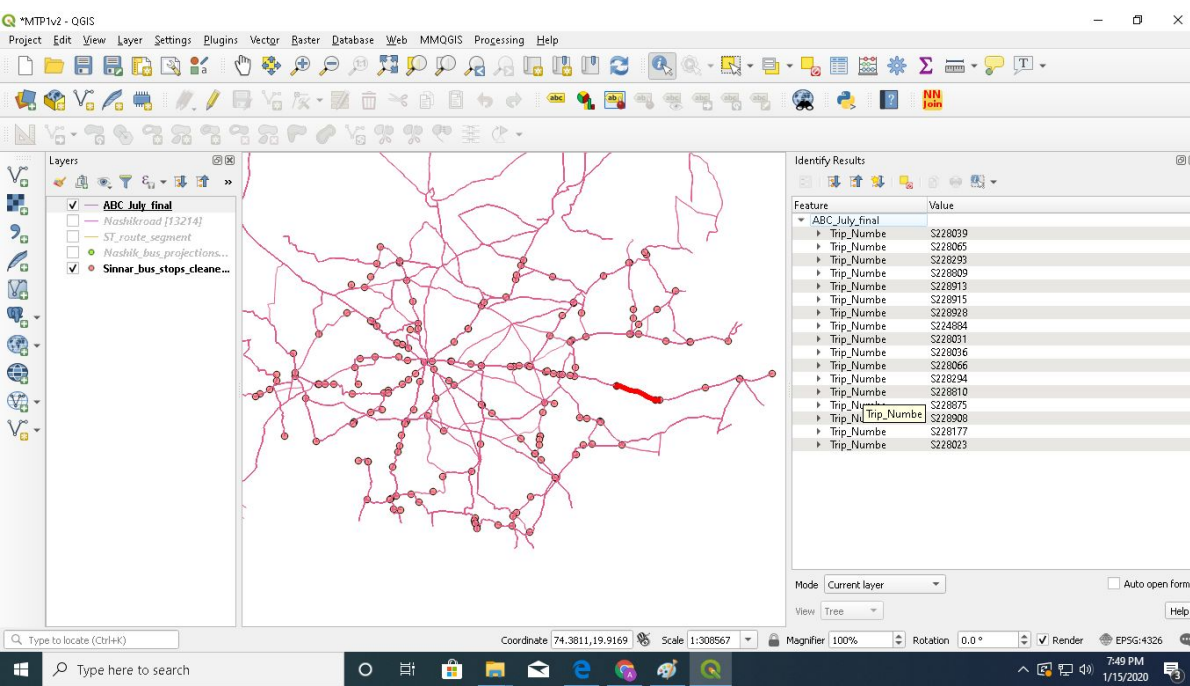 *MTP1v2 - QGIS
Project Edit View Layer Settings Plugins Vector Raster Database Web MMQGIS Processing Help
abc
NN
Join
Layers
Identify Results
ABC_July_final
Nashikroad [13214]
ST_route_segment
Nashik_bus_projections...
Sinnar_bus_stops_cleane...
Feature Value
ABC_July_final
Trip_Numbe S228039
Trip_Numbe S228065
Trip_Numbe S228293
Trip_Numbe S228809
Trip_Numbe S228913
Trip_Numbe S228915
Trip_Numbe S228928
Trip_Numbe S224884
Trip_Numbe S228031
Trip_Numbe S228036
Trip_Numbe S228066
Trip_Numbe S228294
Trip_Numbe S228810
Trip_Numbe S228875
Trip_Numbe S228908
Trip_Numbe S228177
Trip_Numbe S228023
Mode Current layer Auto open form
View Tree Help
Type to locate (Ctrl+K) Coordinate 74.3811,19.9169 Scale 1:308567 Magnifier 100% Rotation 0.0 ° Render EPSG:4326
Type here to search
7:49 PM
1/15/2020
3